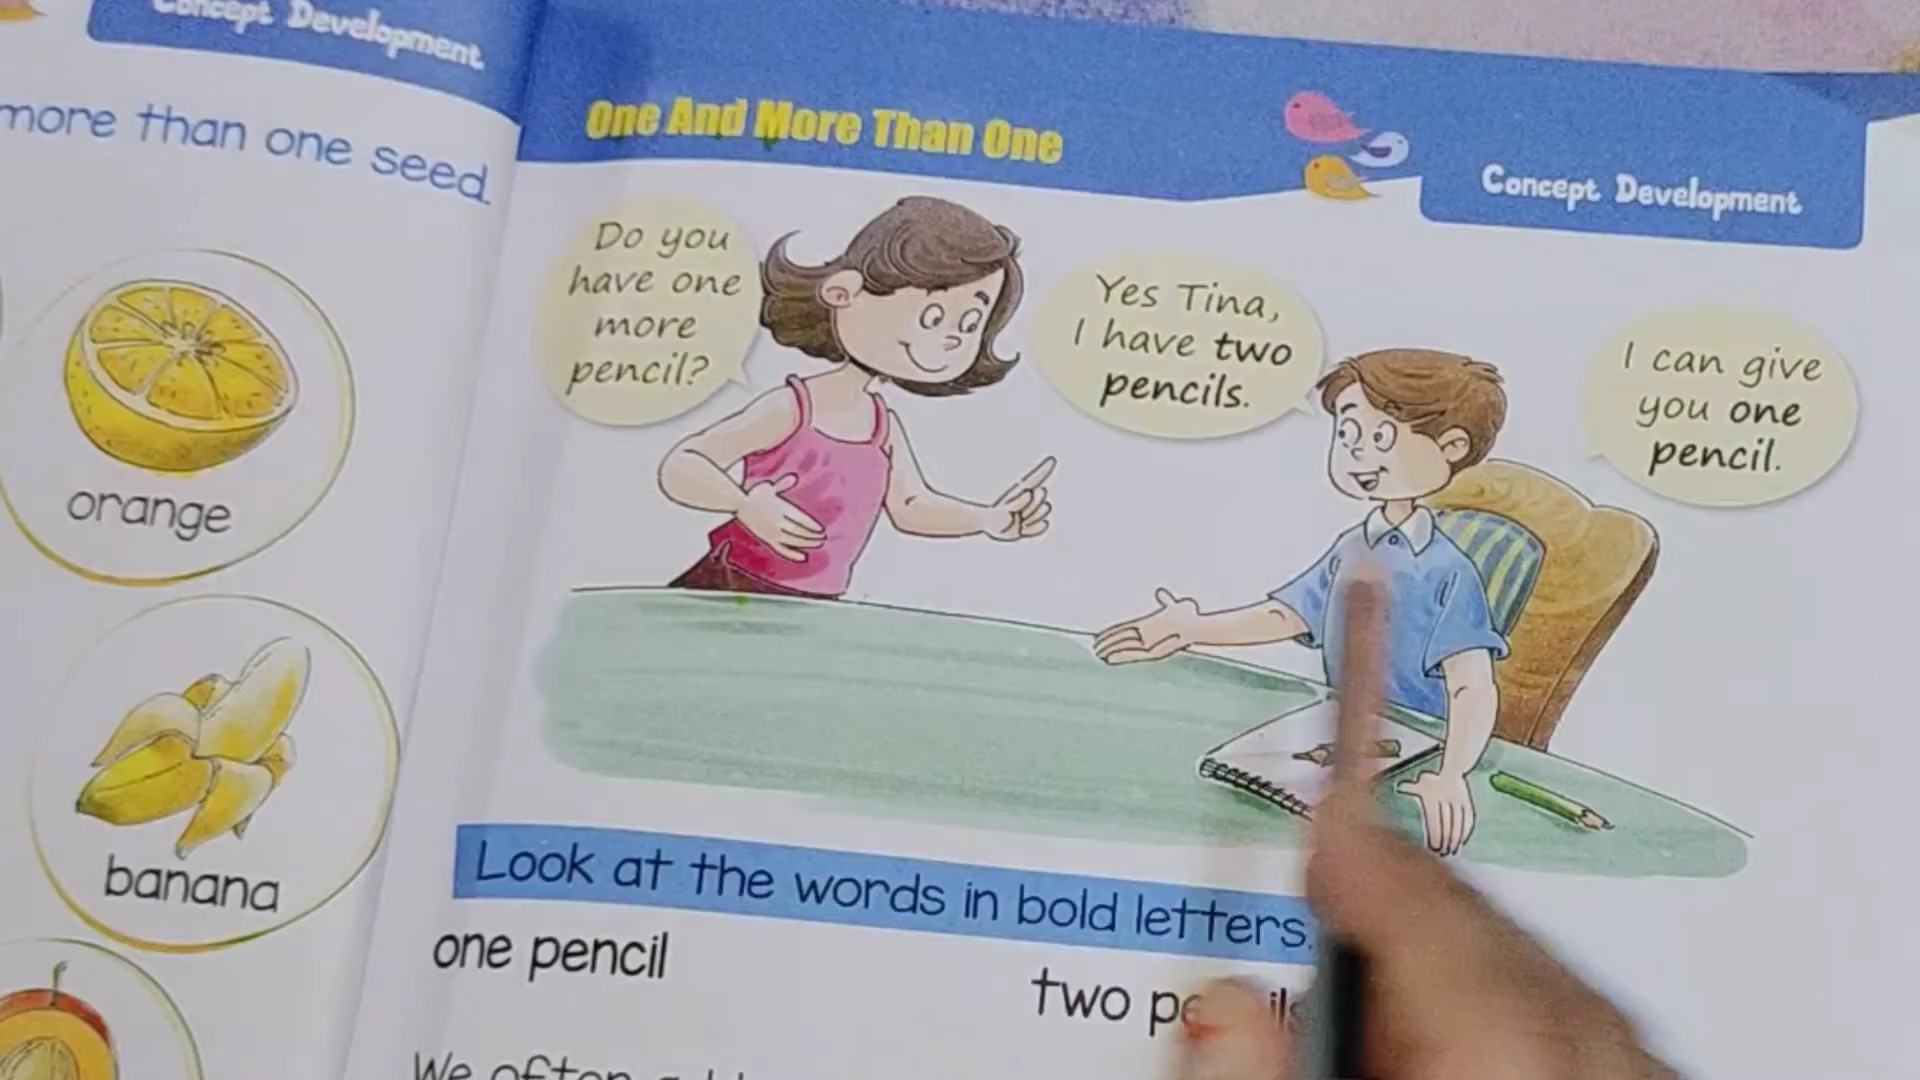 Concept Development
more than one seed.
orange
banana
One And More Than One
Concept Development
Do you
have one
more
pencil?
Yes Tina,
I have two
pencils.
I can give
you one
pencil.
Look at the words in bold letters.
one pencil
two
We often